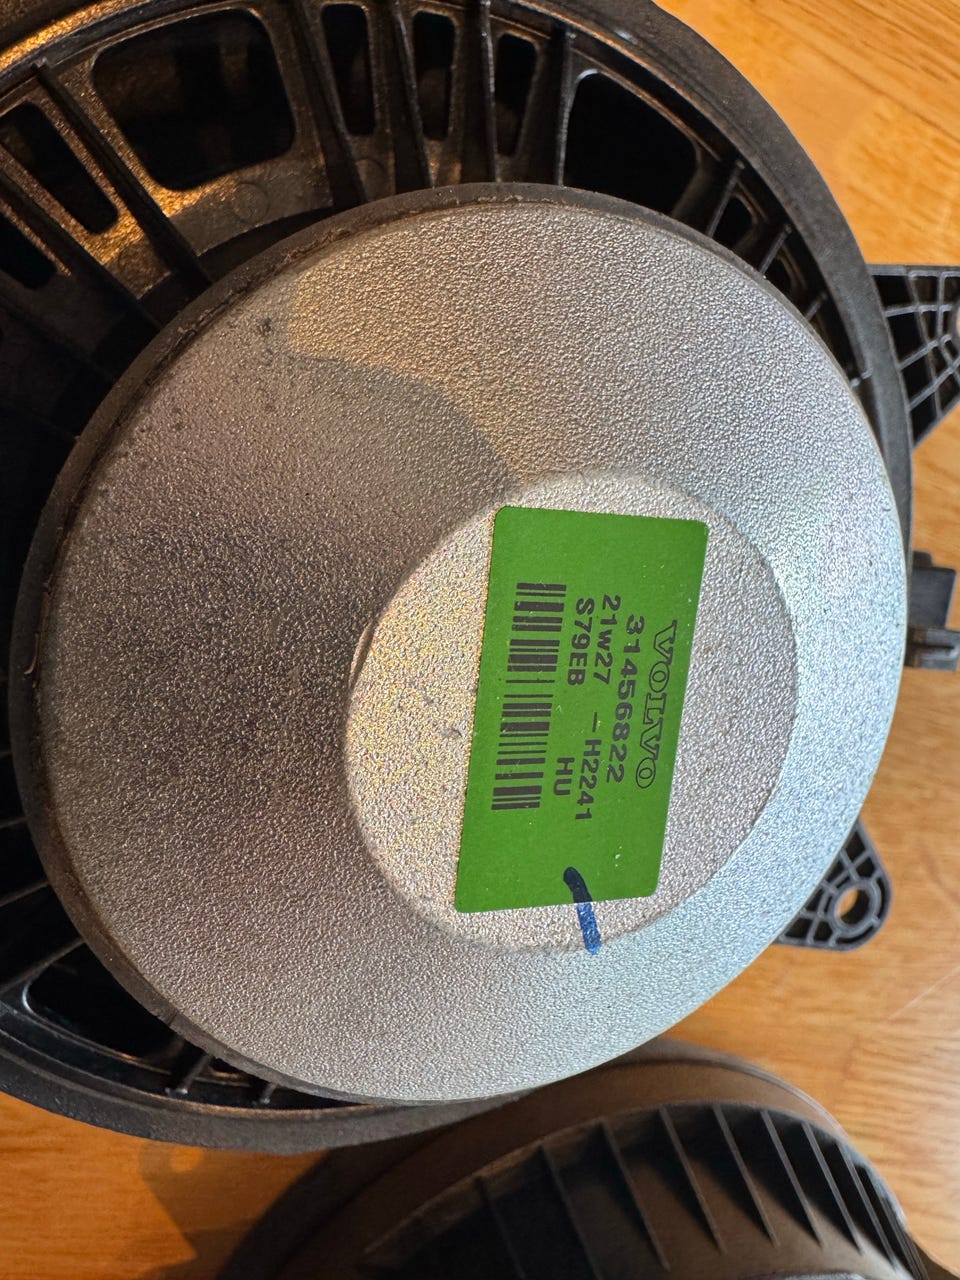 VOLVO
31456822
21w27 – H2241
S79EB HU